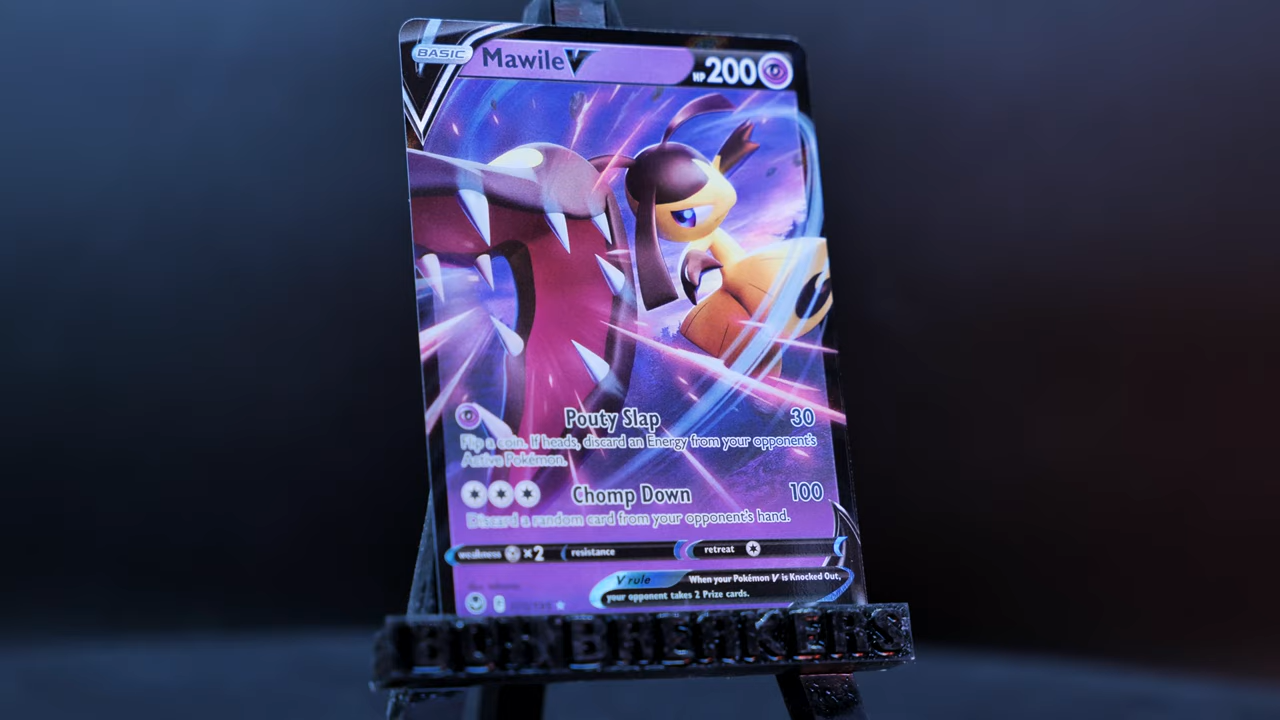 BASIC Mawile V HP 200
Pouty Slap 30
Flip a coin. If heads, discard an Energy from your opponent's
Active Pokémon.
Chomp Down 100
Discard a random card from your opponent's hand.
weakness ×2 resistance retreat
V rule When your Pokémon V is Knocked Out,
your opponent takes 2 Prize cards.